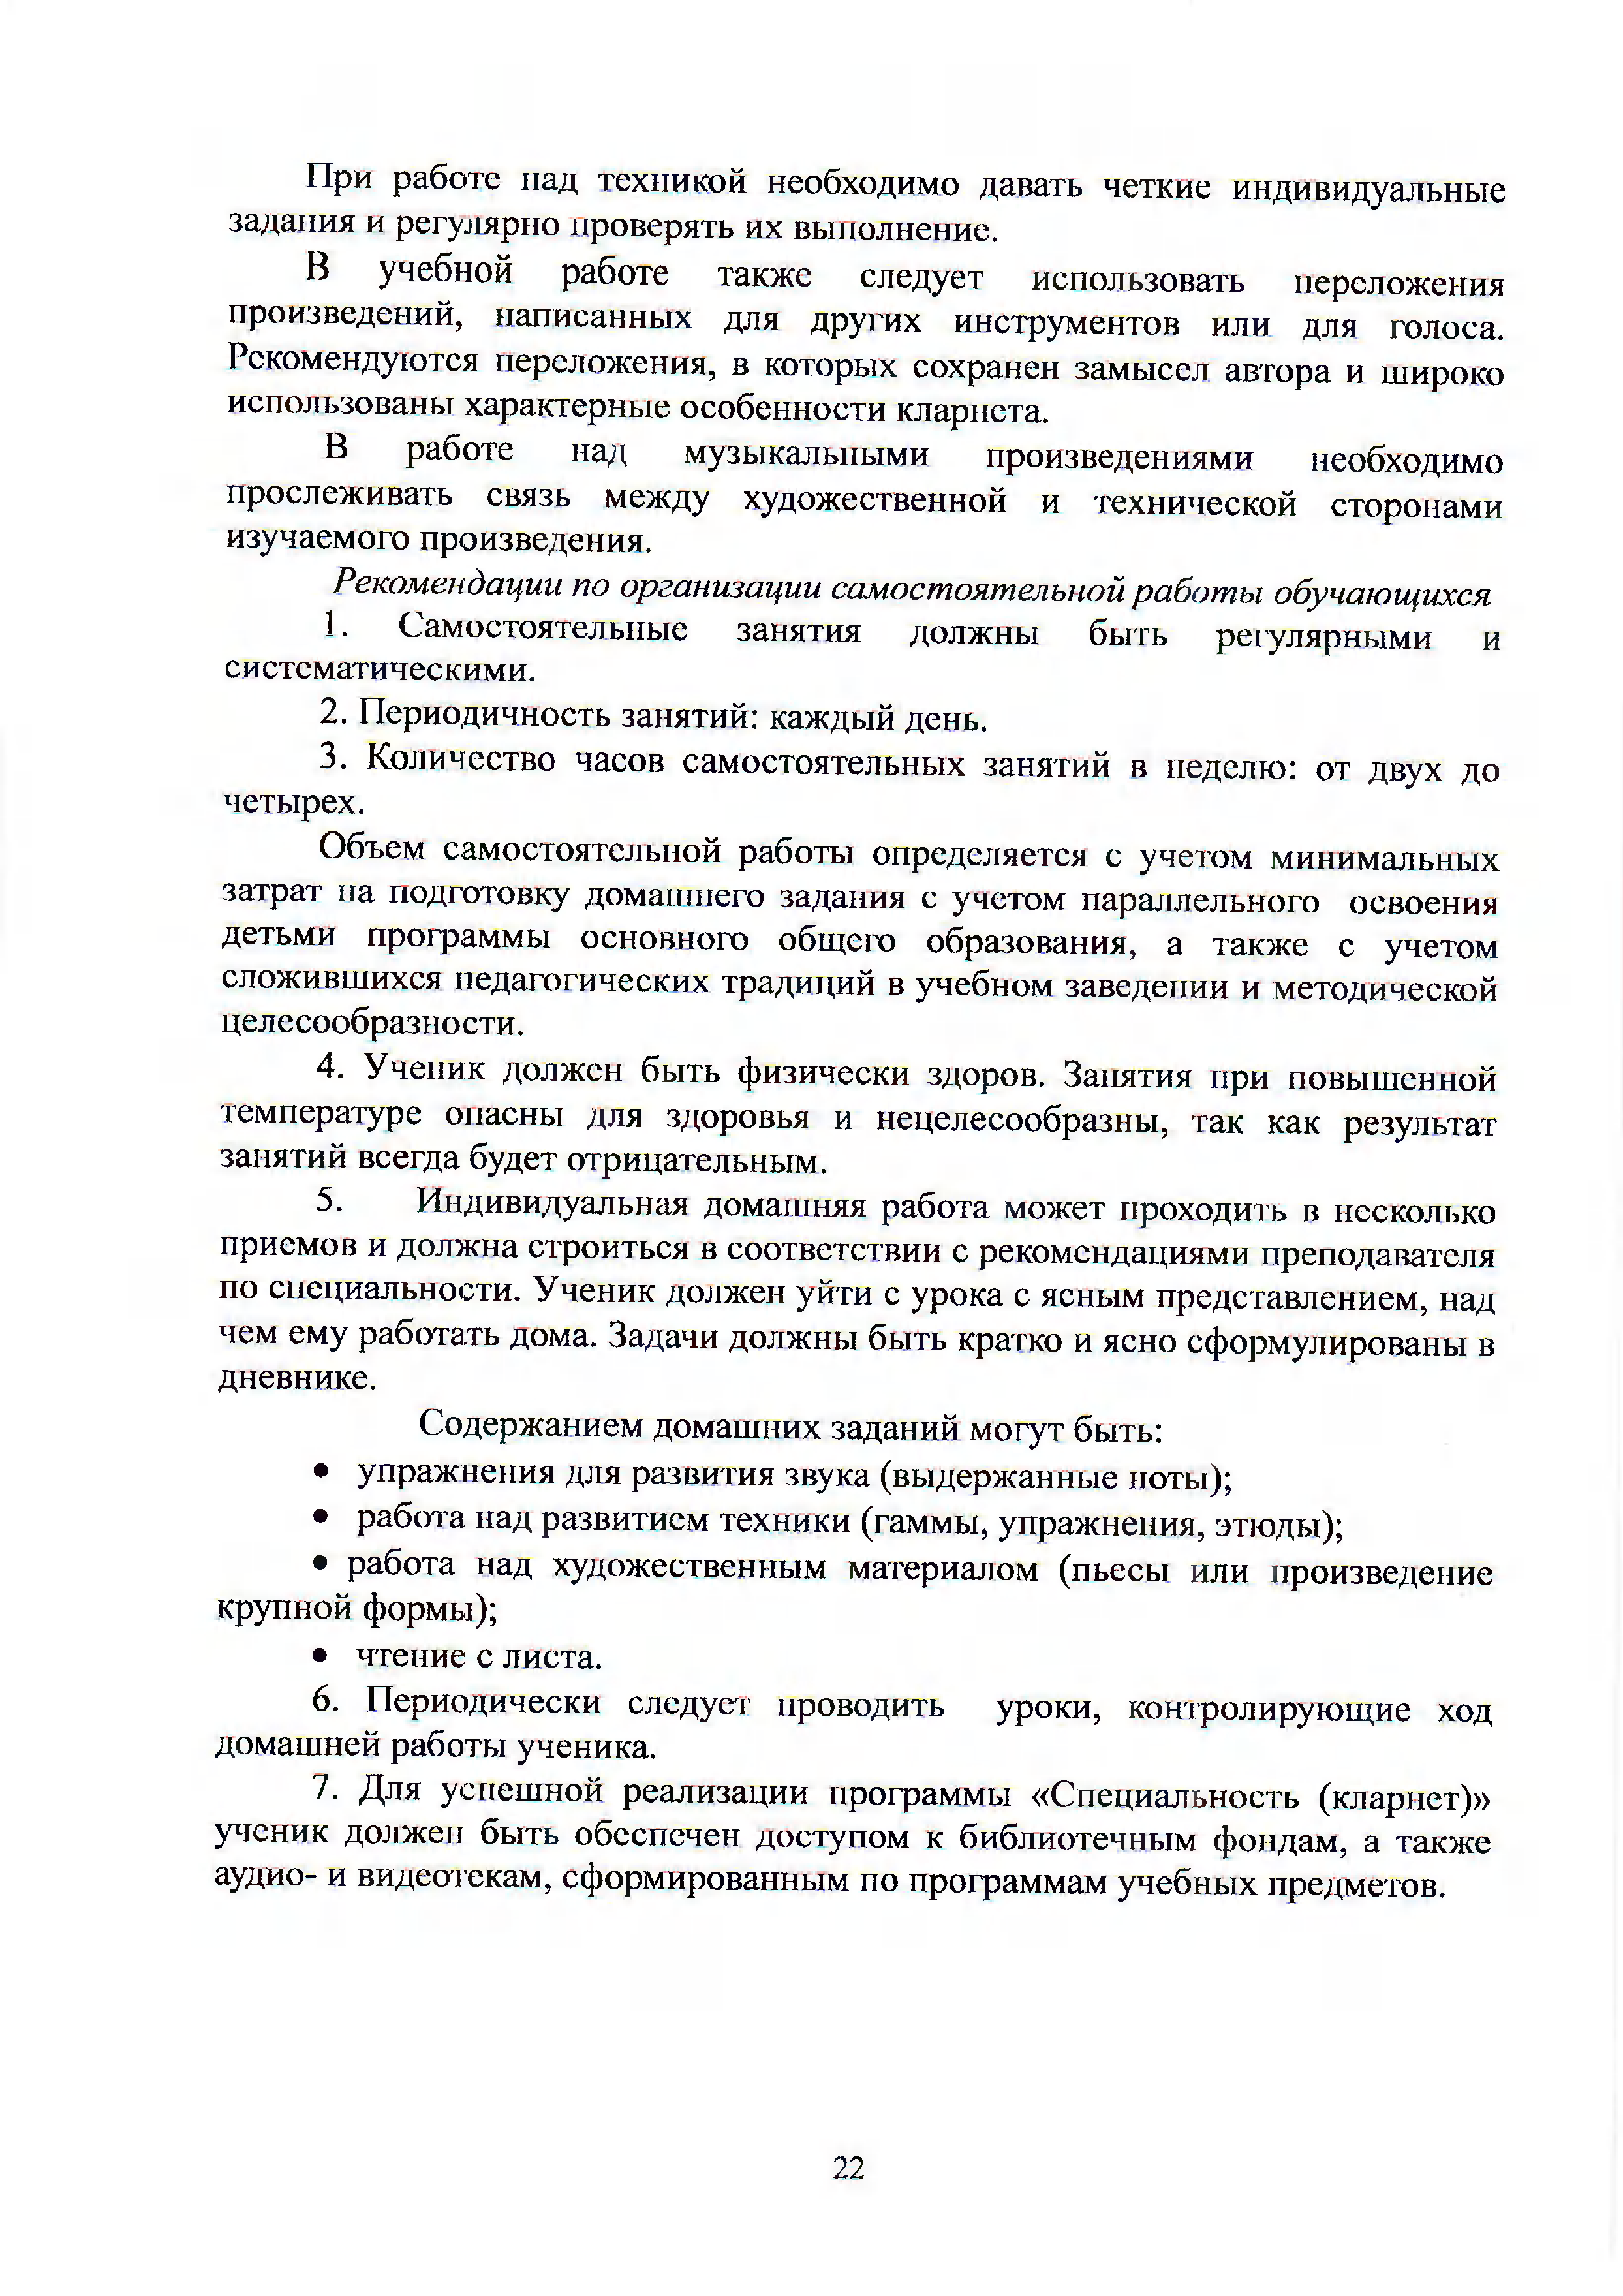 При работе над техникой необходимо давать четкие индивидуальные
задания и регулярно проверять их выполнение.
В учебной работе также следует использовать переложения
произведений, написанных для других инструментов или для голоса.
Рекомендуются переложения, в которых сохранен замысел автора и широко
использованы характерные особенности кларнета.
В работе над музыкальными произведениями необходимо
прослеживать связь между художественной и технической сторонами
изучаемого произведения.
Рекомендации по организации самостоятельной работы обучающихся
1. Самостоятельные занятия должны быть регулярными и
систематическими.
2. Периодичность занятий: каждый день.
3. Количество часов самостоятельных занятий в неделю: от двух до
четырех.
Объем самостоятельной работы определяется с учетом минимальных
затрат на подготовку домашнего задания с учетом параллельного освоения
детьми программы основного общего образования, а также с учетом
сложившихся педагогических традиций в учебном заведении и методической
целесообразности.
4. Ученик должен быть физически здоров. Занятия при повышенной
температуре опасны для здоровья и нецелесообразны, так как результат
занятий всегда будет отрицательным.
5. Индивидуальная домашняя работа может проходить в несколько
приемов и должна строиться в соответствии с рекомендациями преподавателя
по специальности. Ученик должен уйти с урока с ясным представлением, над
чем ему работать дома. Задачи должны быть кратко и ясно сформулированы в
дневнике.
Содержанием домашних заданий могут быть:
• упражнения для развития звука (выдержанные ноты);
• работа над развитием техники (гаммы, упражнения, этюды);
• работа над художественным материалом (пьесы или произведение
крупной формы);
• чтение с листа.
6. Периодически следует проводить уроки, контролирующие ход
домашней работы ученика.
7. Для успешной реализации программы «Специальность (кларнет)»
ученик должен быть обеспечен доступом к библиотечным фондам, а также
аудио- и видеотекам, сформированным по программам учебных предметов.
22